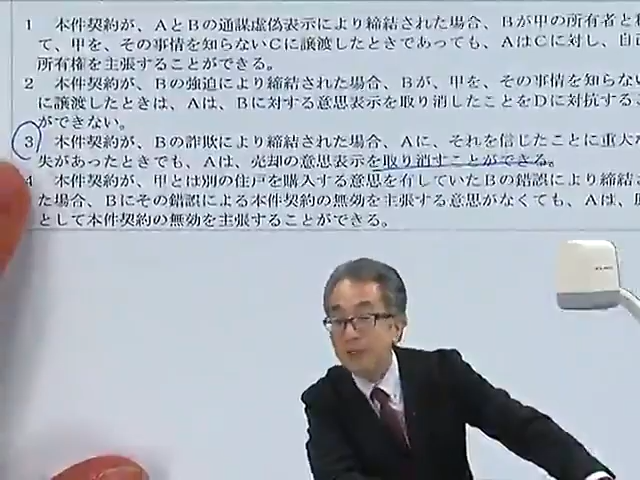 1　本件契約が、AとBの通謀虚偽表示により締結された場合、Bが甲の所有者と
て、甲を、その事情を知らないCに譲渡したときであっても、AはCに対し、自己
所有権を主張することができる。
2　本件契約が、Bの強迫により締結された場合、Bが、甲を、その事情を知らない
に譲渡したときは、Aは、Bに対する意思表示を取り消したことをDに対抗する
ができない。
3　本件契約が、Bの詐欺により締結された場合、Aに、それを信じたことに重大
失があったときでも、Aは、売却の意思表示を取り消すことができる。
4　本件契約が、甲とは別の住戸を購入する意思を有していたBの錯誤により締結
た場合、Bにその錯誤による本件契約の無効を主張する意思がなくても、Aは、
として本件契約の無効を主張することができる。